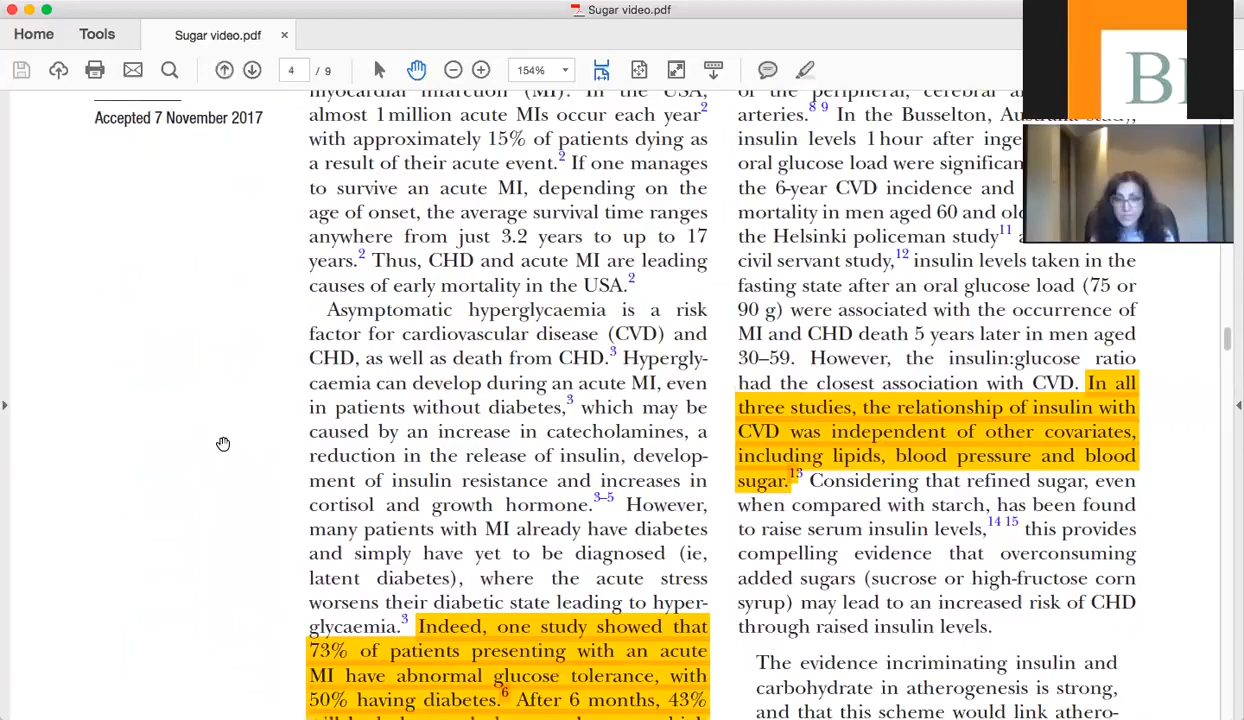 Sugar video.pdf
Home
Tools
Sugar video.pdf
×
4
/ 9
154%
B
Accepted 7 November 2017
myocardial infarction (MI). In the USA,
almost 1 million acute MIs occur each year2
with approximately 15% of patients dying as
a result of their acute event.2 If one manages
to survive an acute MI, depending on the
age of onset, the average survival time ranges
anywhere from just 3.2 years to up to 17
years.2 Thus, CHD and acute MI are leading
causes of early mortality in the USA.2
Asymptomatic hyperglycaemia is a risk
factor for cardiovascular disease (CVD) and
CHD, as well as death from CHD.3 Hypergly-
caemia can develop during an acute MI, even
in patients without diabetes,3 which may be
caused by an increase in catecholamines, a
reduction in the release of insulin, develop-
ment of insulin resistance and increases in
cortisol and growth hormone.3–5 However,
many patients with MI already have diabetes
and simply have yet to be diagnosed (ie,
latent diabetes), where the acute stress
worsens their diabetic state leading to hyper-
glycaemia.3 Indeed, one study showed that
73% of patients presenting with an acute
MI have abnormal glucose tolerance, with
50% having diabetes.6 After 6 months, 43%
of the peripheral, cerebral
arteries.8 9 In the Busselton,
insulin levels 1 hour after
oral glucose load were
the 6-year CVD incidence and
mortality in men aged 60 and
the Helsinki policeman study11
civil servant study,12 insulin levels taken in the
fasting state after an oral glucose load (75 or
90 g) were associated with the occurrence of
MI and CHD death 5 years later in men aged
30–59. However, the insulin:glucose ratio
had the closest association with CVD. In all
three studies, the relationship of insulin with
CVD was independent of other covariates,
including lipids, blood pressure and blood
sugar.13 Considering that refined sugar, even
when compared with starch, has been found
to raise serum insulin levels,14 15 this provides
compelling evidence that overconsuming
added sugars (sucrose or high-fructose corn
syrup) may lead to an increased risk of CHD
through raised insulin levels.
The evidence incriminating insulin and
carbohydrate in atherogenesis is strong,
and that this scheme would link athero-